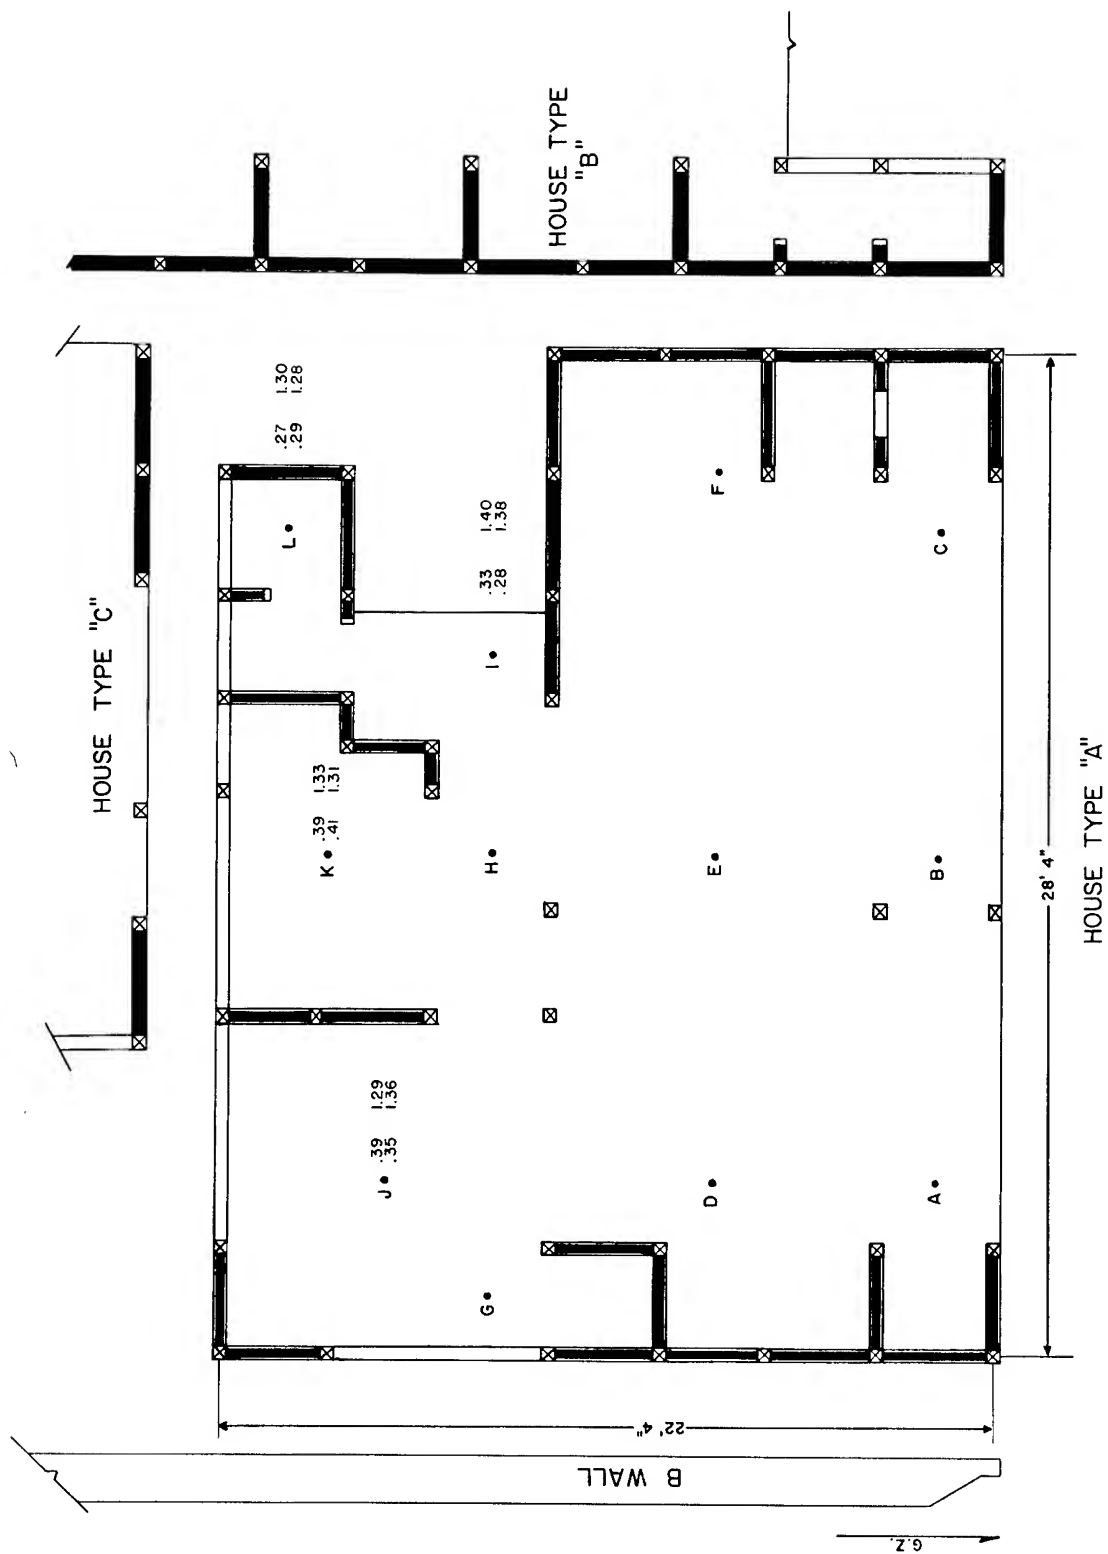 HOUSE TYPE "C"
.27 1.30
.29 1.28
L
K .39 1.33
.41 1.31
J .39 1.29
.35 1.36
.33 1.40
.28 1.38
G H I
HOUSE TYPE
"B"
D E F
A B C
22' 4"
B WALL
G.Z.
28' 4"
HOUSE TYPE "A"